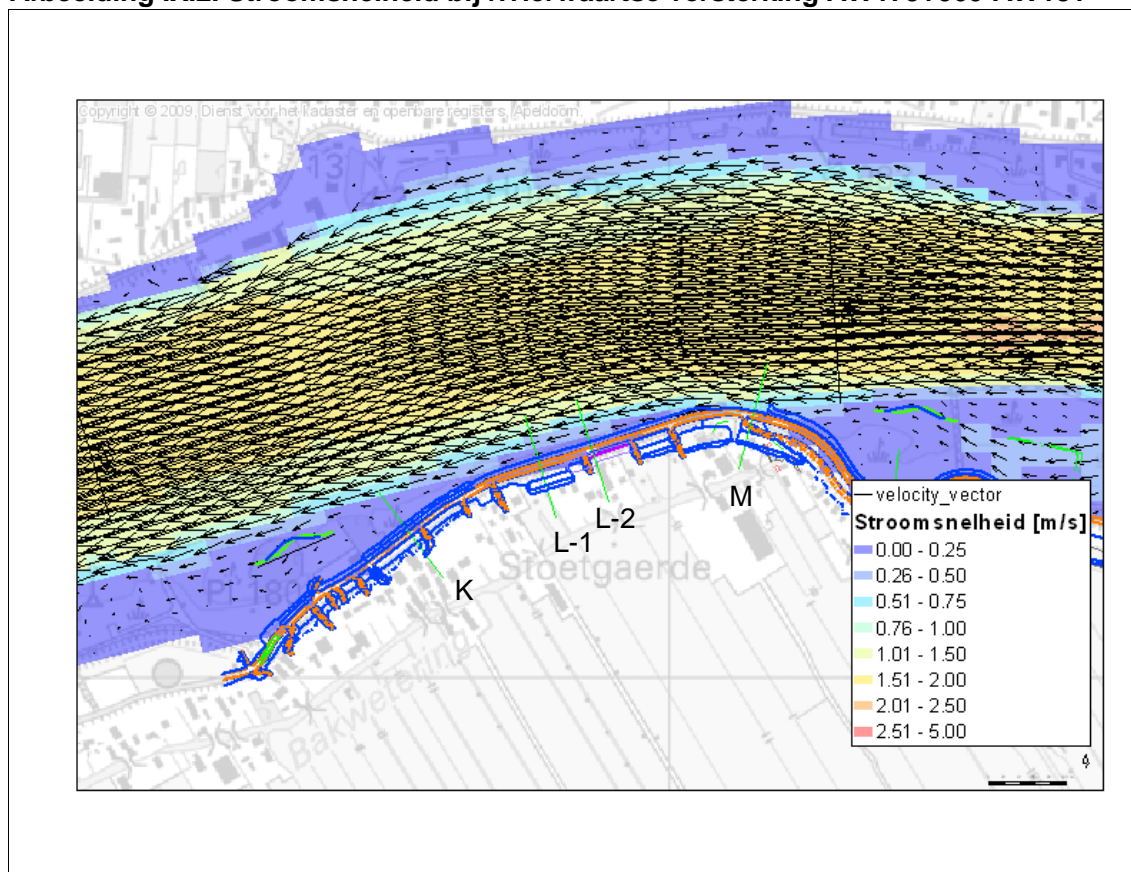 Copyright © 2009, Dienst voor het kadaster en openbare registers, Apeldoorn.
13
M
L-2
L-1
Stoetgaerde
K
Bakwetering
velocity_vector
Stroomsnelheid [m/s]
0.00 - 0.25
0.26 - 0.50
0.51 - 0.75
0.76 - 1.00
1.01 - 1.50
1.51 - 2.00
2.01 - 2.50
2.51 - 5.00